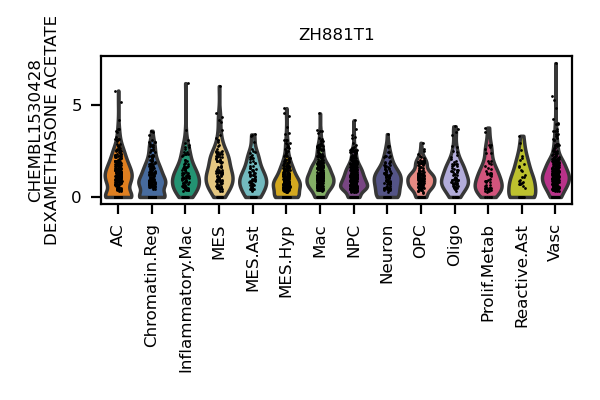 ZH881T1
CHEMBL1530428
DEXAMETHASONE ACETATE
5
0
AC
Chromatin.Reg
Inflammatory.Mac
MES
MES.Ast
MES.Hyp
Mac
NPC
Neuron
OPC
Oligo
Prolif.Metab
Reactive.Ast
Vasc